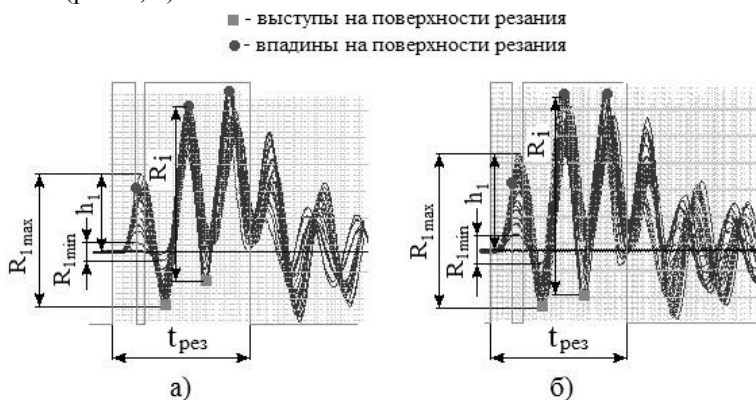 ■ - выступы на поверхности резания
● - впадины на поверхности резания
R1max
R1min
h1
Ri
tрез
а)
R1max
R1min
h1
Ri
tрез
б)